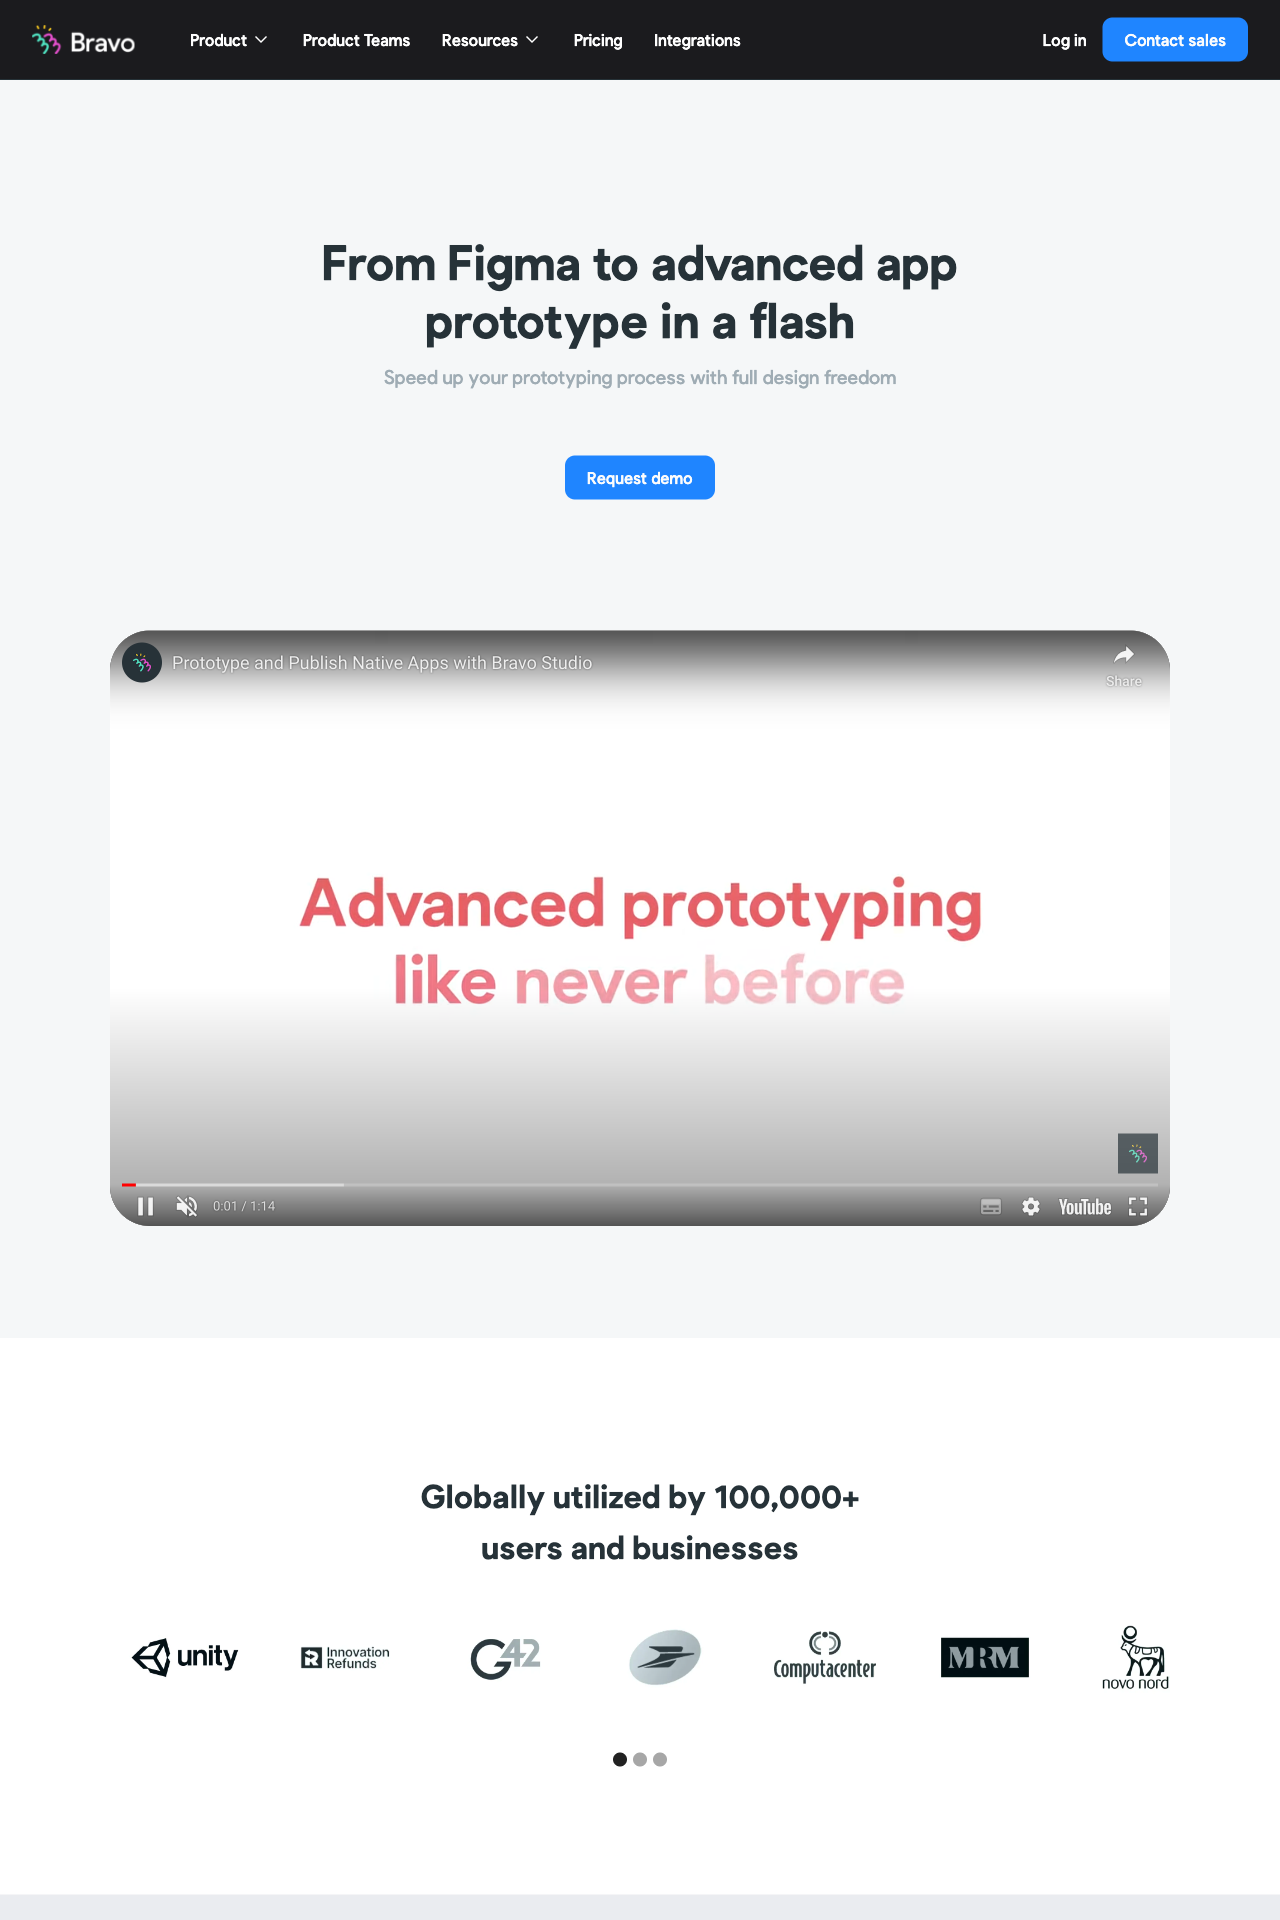 Bravo
Product
Product Teams
Resources
Pricing
Integrations
Log in
Contact sales
From Figma to advanced app
prototype in a flash
Speed up your prototyping process with full design freedom
Request demo
Prototype and Publish Native Apps with Bravo Studio
Share
Advanced prototyping
like never before
0:01 / 1:14
YouTube
Globally utilized by 100,000+
users and businesses
unity
Innovation
Refunds
G42
Computacenter
MRM
novo nord